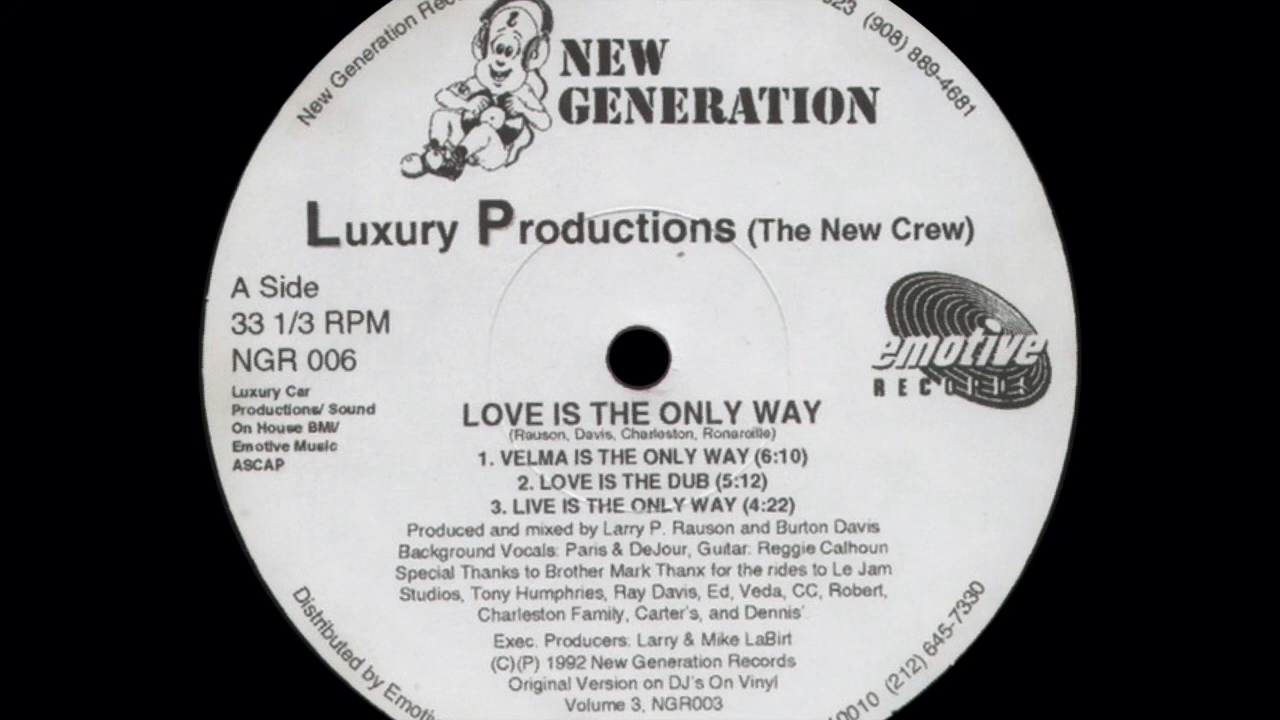 New Generation
23 (908) 889-4681
NEW
GENERATION
Luxury Productions (The New Crew)
A Side
33 1/3 RPM
NGR 006
Luxury Car
Productions/ Sound
On House BMI/
Emotive Music
ASCAP
emotive
RECORDS
LOVE IS THE ONLY WAY
(Rauson, Davis, Charleston, Ronaroille)
1. VELMA IS THE ONLY WAY (6:10)
2. LOVE IS THE DUB (5:12)
3. LIVE IS THE ONLY WAY (4:22)
Produced and mixed by Larry P. Rauson and Burton Davis
Background Vocals: Paris & DeJour, Guitar: Reggie Calhoun
Special Thanks to Brother Mark Thanx for the rides to Le Jam
Studios, Tony Humphries, Ray Davis, Ed, Veda, CC, Robert,
Charleston Family, Carter's, and Dennis'
Exec. Producers: Larry & Mike LaBirt
(C)(P) 1992 New Generation Records
Original Version on DJ's On Vinyl
Volume 3, NGR003
Distributed by Emotiv
0010 (212) 645-7330